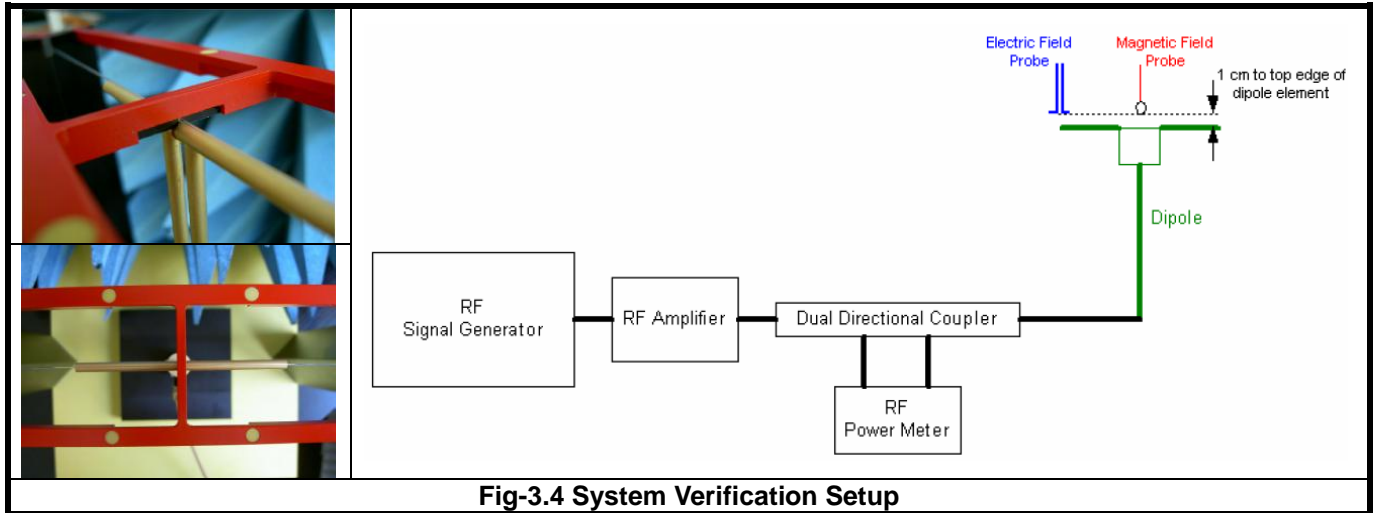 Electric Field
Probe
Magnetic Field
Probe
1 cm to top edge of
dipole element
Dipole
RF
Signal Generator
RF Amplifier
Dual Directional Coupler
RF
Power Meter
Fig-3.4 System Verification Setup